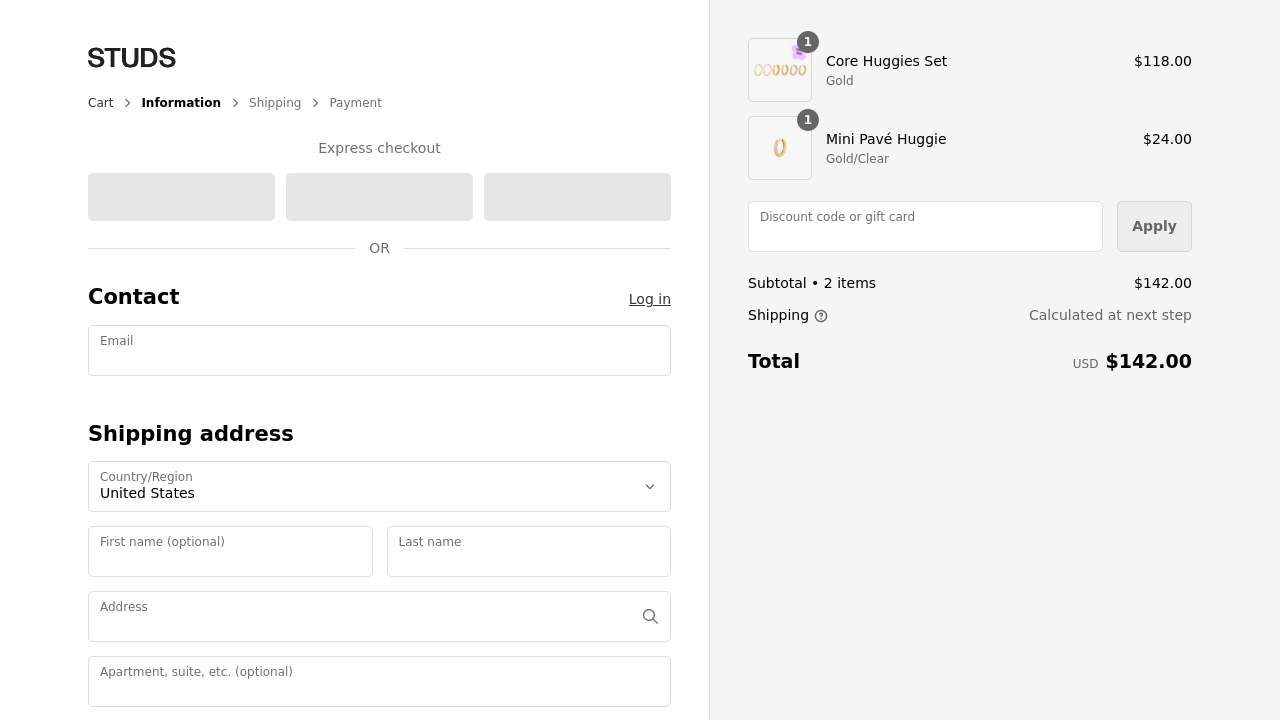 STUDS
Cart > Information > Shipping > Payment
Express checkout
OR
Contact
Log in
Email
Shipping address
Country/Region
United States
First name (optional)
Last name
Address
Apartment, suite, etc. (optional)
1
Core Huggies Set
$118.00
Gold
1
Mini Pavé Huggie
$24.00
Gold/Clear
Discount code or gift card
Apply
Subtotal • 2 items
$142.00
Shipping
Calculated at next step
Total
USD $142.00